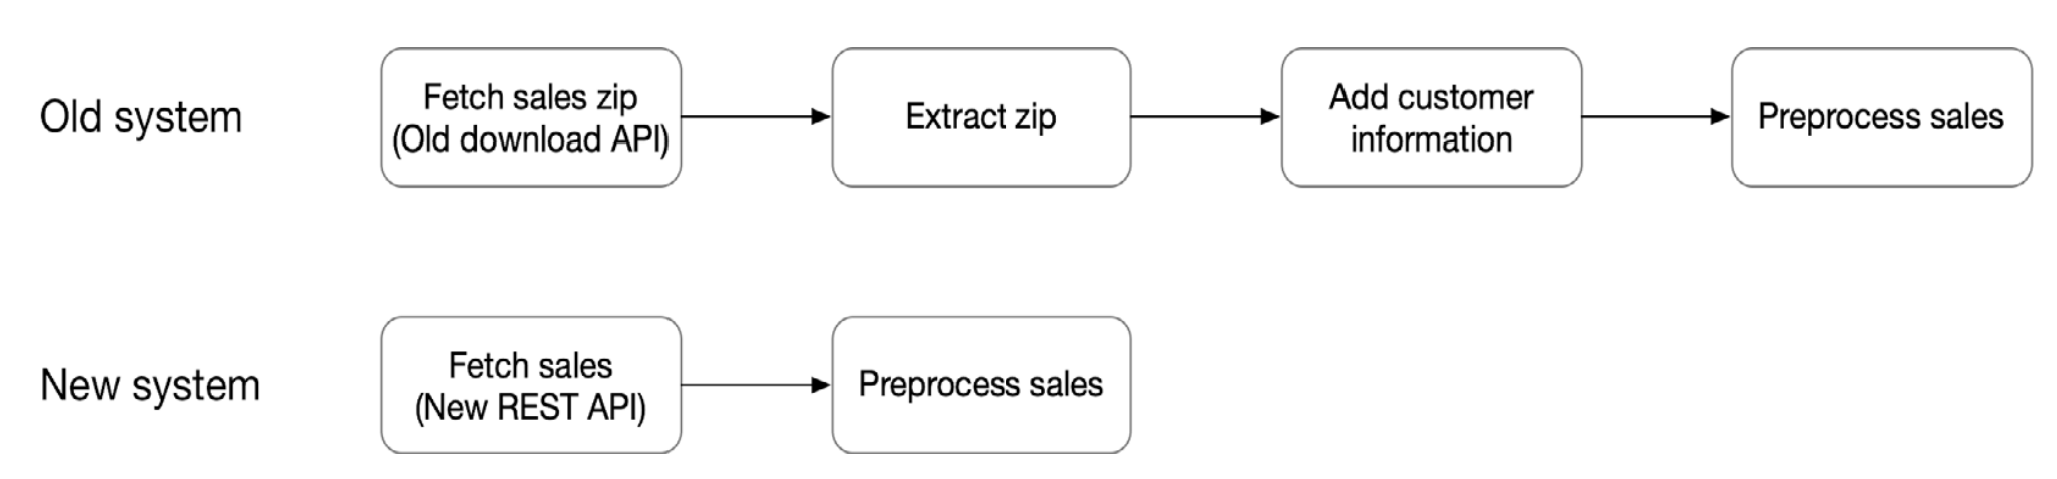 Old system
Fetch sales zip
(Old download API)
Extract zip
Add customer
information
Preprocess sales
New system
Fetch sales
(New REST API)
Preprocess sales